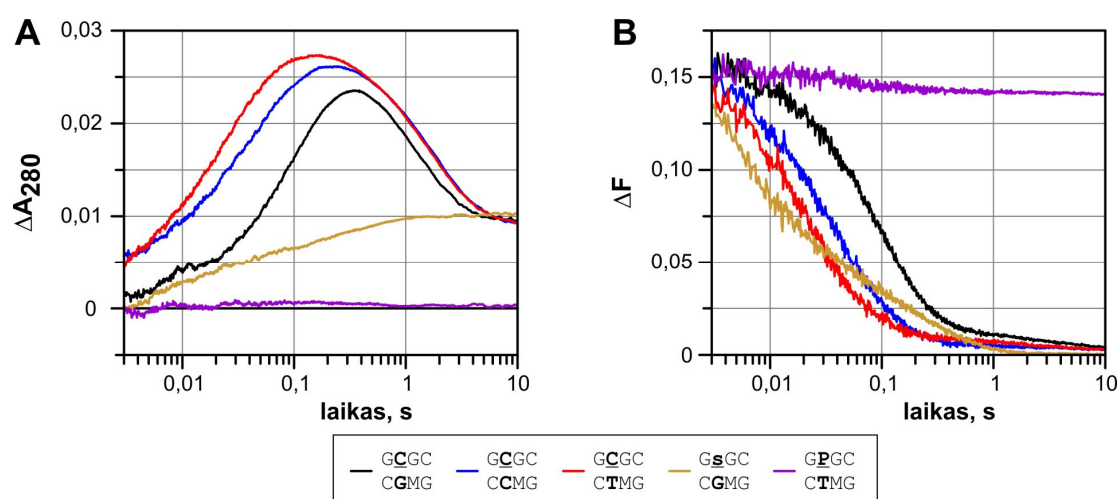 A
0,03
0,02
0,01
0
ΔA280
0,01
0,1
1
10
laikas, s
B
0,15
0,10
0,05
0
ΔF
0,01
0,1
1
10
laikas, s
GCGC
CGMG
GCGC
CCMG
GCGC
CTMG
GsGC
CGMG
GPGC
CTMG